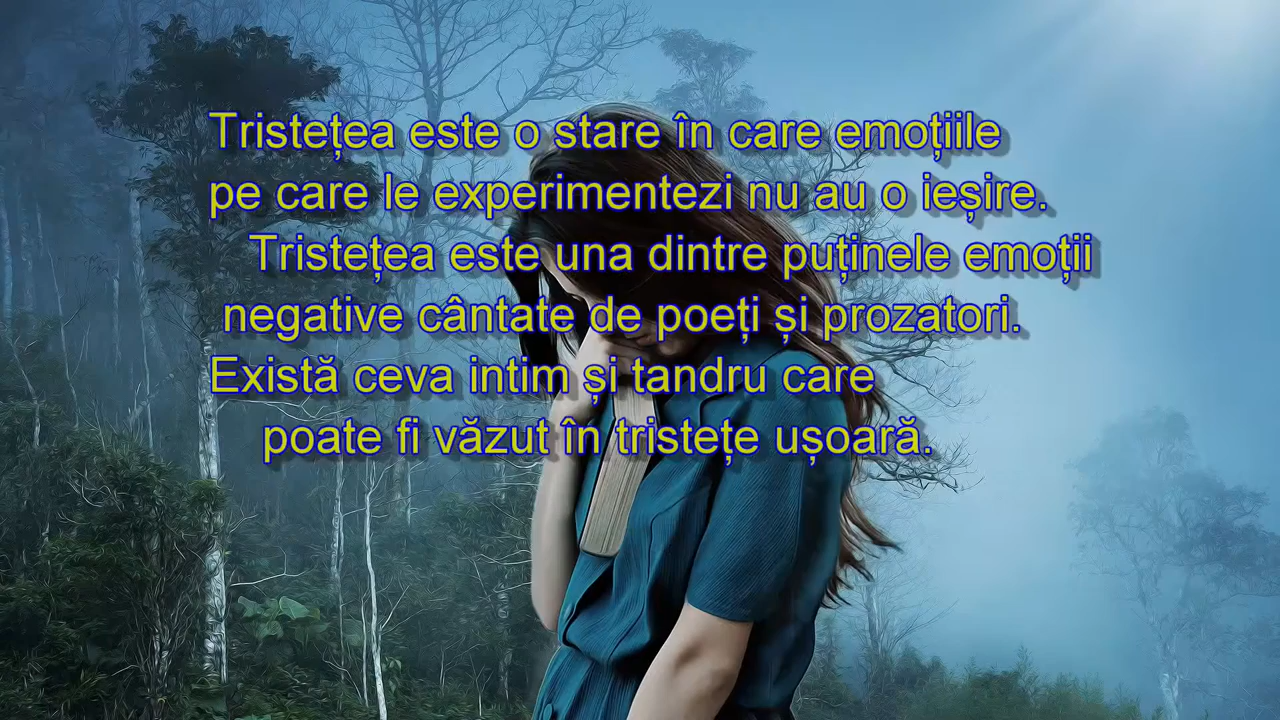 Tristețea este o stare în care emoțiile
pe care le experimentezi nu au o ieșire.
Tristețea este una dintre puținele emoții
negative cântate de poeți și prozatori.
Există ceva intim și tandru care
poate fi văzut în tristețe ușoară.